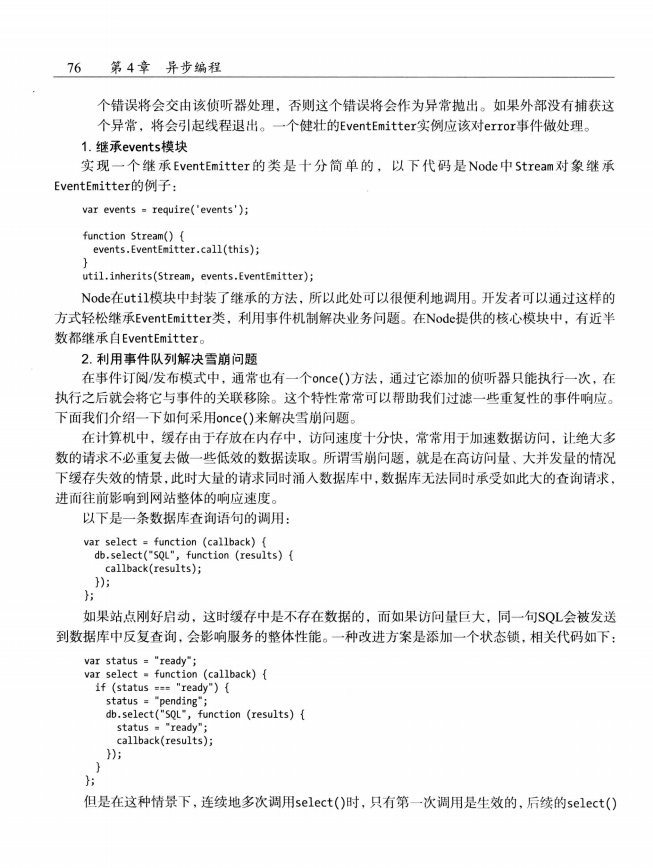 76 第4章 异步编程
个错误将会交由该侦听器处理，否则这个错误将会作为异常抛出。如果外部没有捕获这
个异常，将会引起线程退出。一个健壮的EventEmitter实例应该对error事件做处理。
1. 继承events模块
实现一个继承EventEmitter的类是十分简单的，以下代码是Node中Stream对象继承
EventEmitter的例子：
var events = require('events');
function Stream() {
events.EventEmitter.call(this);
}
util.inherits(Stream, events.EventEmitter);
Node在util模块中封装了继承的方法，所以此处可以很便利地调用。开发者可以通过这样的
方式轻松继承EventEmitter类，利用事件机制解决业务问题。在Node提供的核心模块中，有近半
数都继承自EventEmitter。
2. 利用事件队列解决雪崩问题
在事件订阅/发布模式中，通常也有一个once()方法，通过它添加的侦听器只能执行一次，在
执行之后就会将它与事件的关联移除。这个特性常常可以帮助我们过滤一些重复性的事件响应。
下面我们介绍一下如何采用once()来解决雪崩问题。
在计算机中，缓存由于存放在内存中，访问速度十分快，常常用于加速数据访问，让绝大多
数的请求不必重复去做一些低效的数据读取。所谓雪崩问题，就是在高访问量、大并发量的情况
下缓存失效的情景，此时大量的请求同时涌入数据库中，数据库无法同时承受如此大的查询请求，
进而往前影响到网站整体的响应速度。
以下是一条数据库查询语句的调用：
var select = function (callback) {
db.select("SQL", function (results) {
callback(results);
});
};
如果站点刚好启动，这时缓存中是不存在数据的，而如果访问量巨大，同一句SQL会被发送
到数据库中反复查询，会影响服务的整体性能。一种改进方案是添加一个状态锁，相关代码如下：
var status = "ready";
var select = function (callback) {
if (status === "ready") {
status = "pending";
db.select("SQL", function (results) {
status = "ready";
callback(results);
});
}
};
但是在这种情景下，连续地多次调用select()时，只有第一次调用是生效的，后续的select()